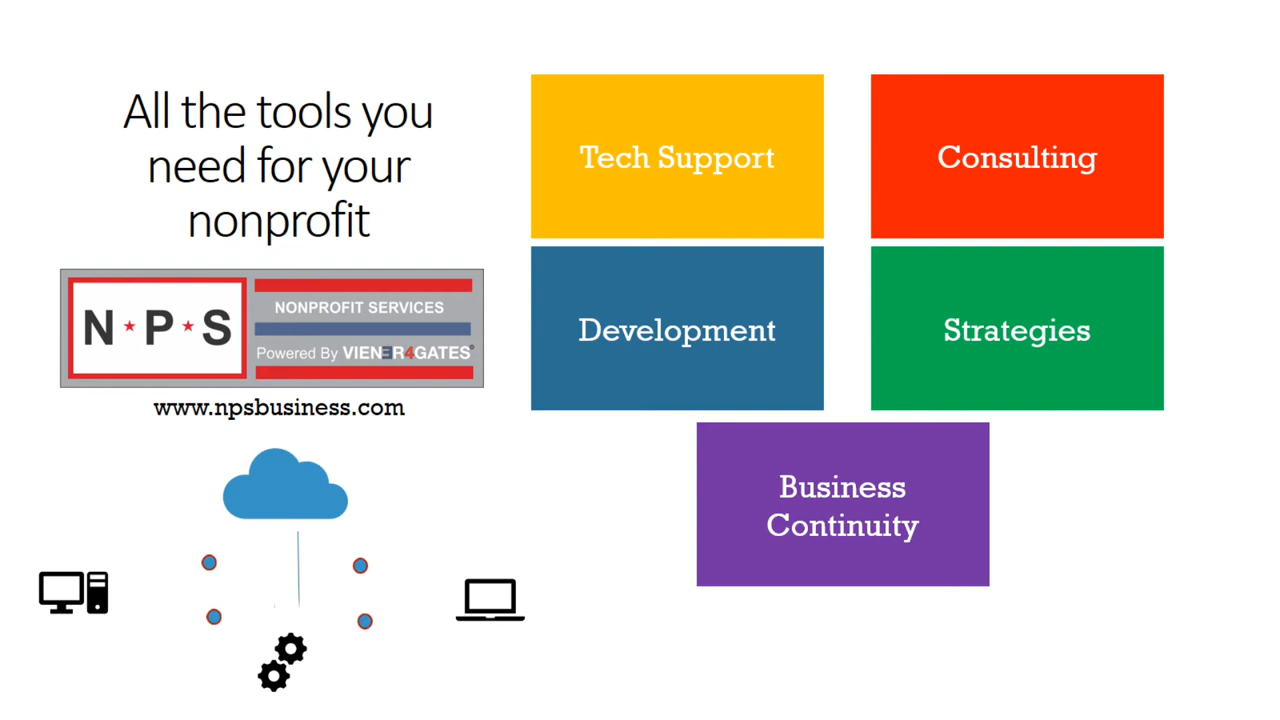 All the tools you
need for your
nonprofit
N★P★S
NONPROFIT SERVICES
Powered By VIENER4GATES
www.npsbusiness.com
Tech Support
Consulting
Development
Strategies
Business
Continuity